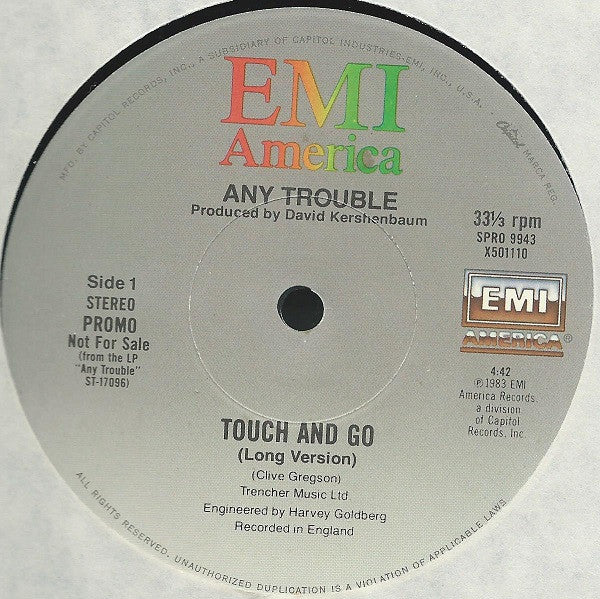 MFD. BY CAPITOL RECORDS, INC., A SUBSIDIARY OF CAPITOL INDUSTRIES-EMI, INC., U.S.A.
Capitol MARCA REG.
EMI
America
ANY TROUBLE
Produced by David Kershenbaum
33⅓ rpm
SPRO 9943
X501110
Side 1
STEREO
PROMO
Not For Sale
(from the LP
"Any Trouble"
ST-17096)
EMI
AMERICA®
4:42
℗ 1983 EMI
America Records,
a division
of Capitol
Records, Inc.
TOUCH AND GO
(Long Version)
(Clive Gregson)
Trencher Music Ltd
Engineered by Harvey Goldberg
Recorded in England
ALL RIGHTS RESERVED. UNAUTHORIZED DUPLICATION IS A VIOLATION OF APPLICABLE LAWS